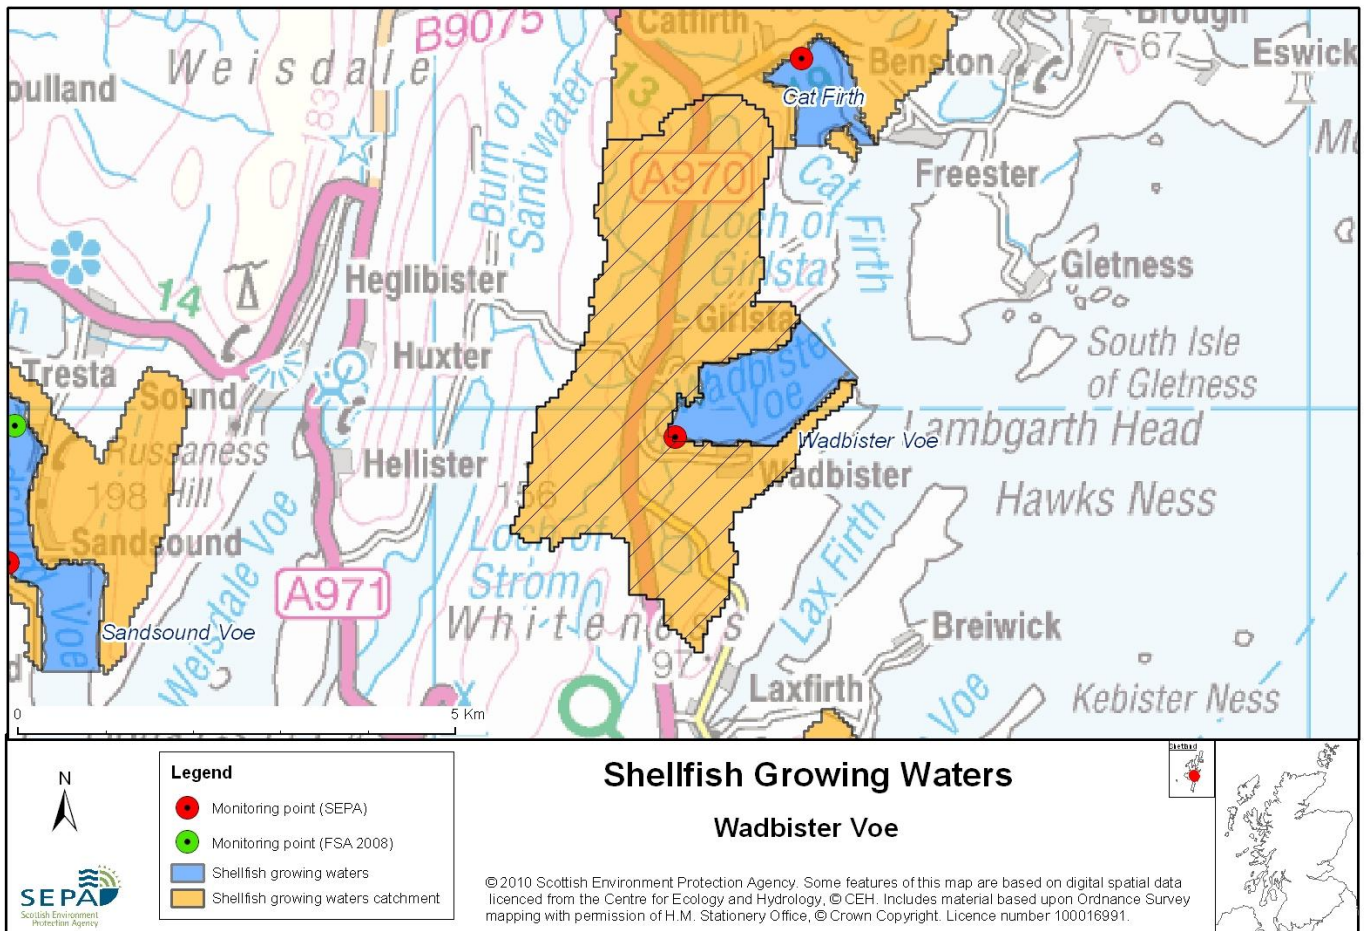 Catfirth
B9075
Brough
67
Eswick
Weisdale
oulland
183
13
19
Benston
Cat Firth
Burn of
Sandwater
A970
Cat
Firth
Freester
Loch of
Girlsta
Gletness
Heglibister
14
Girlsta
South Isle
of Gletness
Tresta
Huxter
Wadbister
Voe
Sound
Lambgarth Head
Wadbister Voe
Russaness
Hill
Hellister
Wadbister
198
156
Hawks Ness
Sandsound
Loch of
Strom
Lax Firth
Weisdale Voe
A971
Voe
Sandsound Voe
Whiteness
Breiwick
97
Laxfirth
Voe
Kebister Ness
0
5 Km
N
Legend
Monitoring point (SEPA)
Monitoring point (FSA 2008)
Shellfish growing waters
Shellfish growing waters catchment
SEPA
Scottish Environment
Protection Agency
Shellfish Growing Waters
Wadbister Voe
© 2010 Scottish Environment Protection Agency. Some features of this map are based on digital spatial data
licenced from the Centre for Ecology and Hydrology, © CEH. Includes material based upon Ordnance Survey
mapping with permission of H.M. Stationery Office, © Crown Copyright. Licence number 100016991.
Shetland